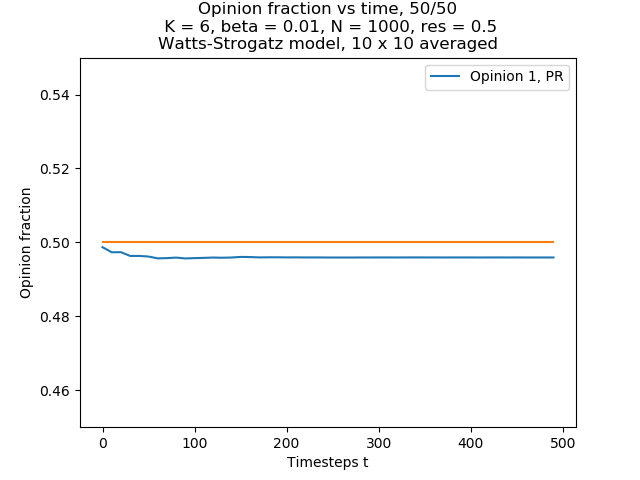 Opinion fraction vs time, 50/50
K = 6, beta = 0.01, N = 1000, res = 0.5
Watts-Strogatz model, 10 x 10 averaged
Opinion 1, PR
Opinion fraction
0.54
0.52
0.50
0.48
0.46
0 100 200 300 400 500
Timesteps t